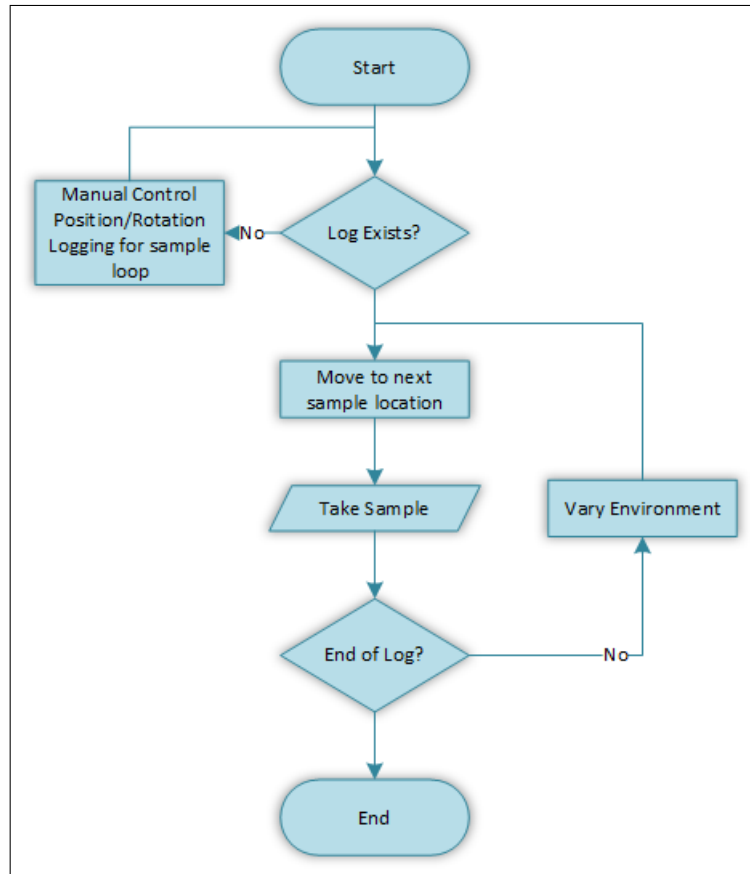 Start
Manual Control
Position/Rotation
Logging for sample
loop
No
Log Exists?
Move to next
sample location
Take Sample
Vary Environment
End of Log?
No
End